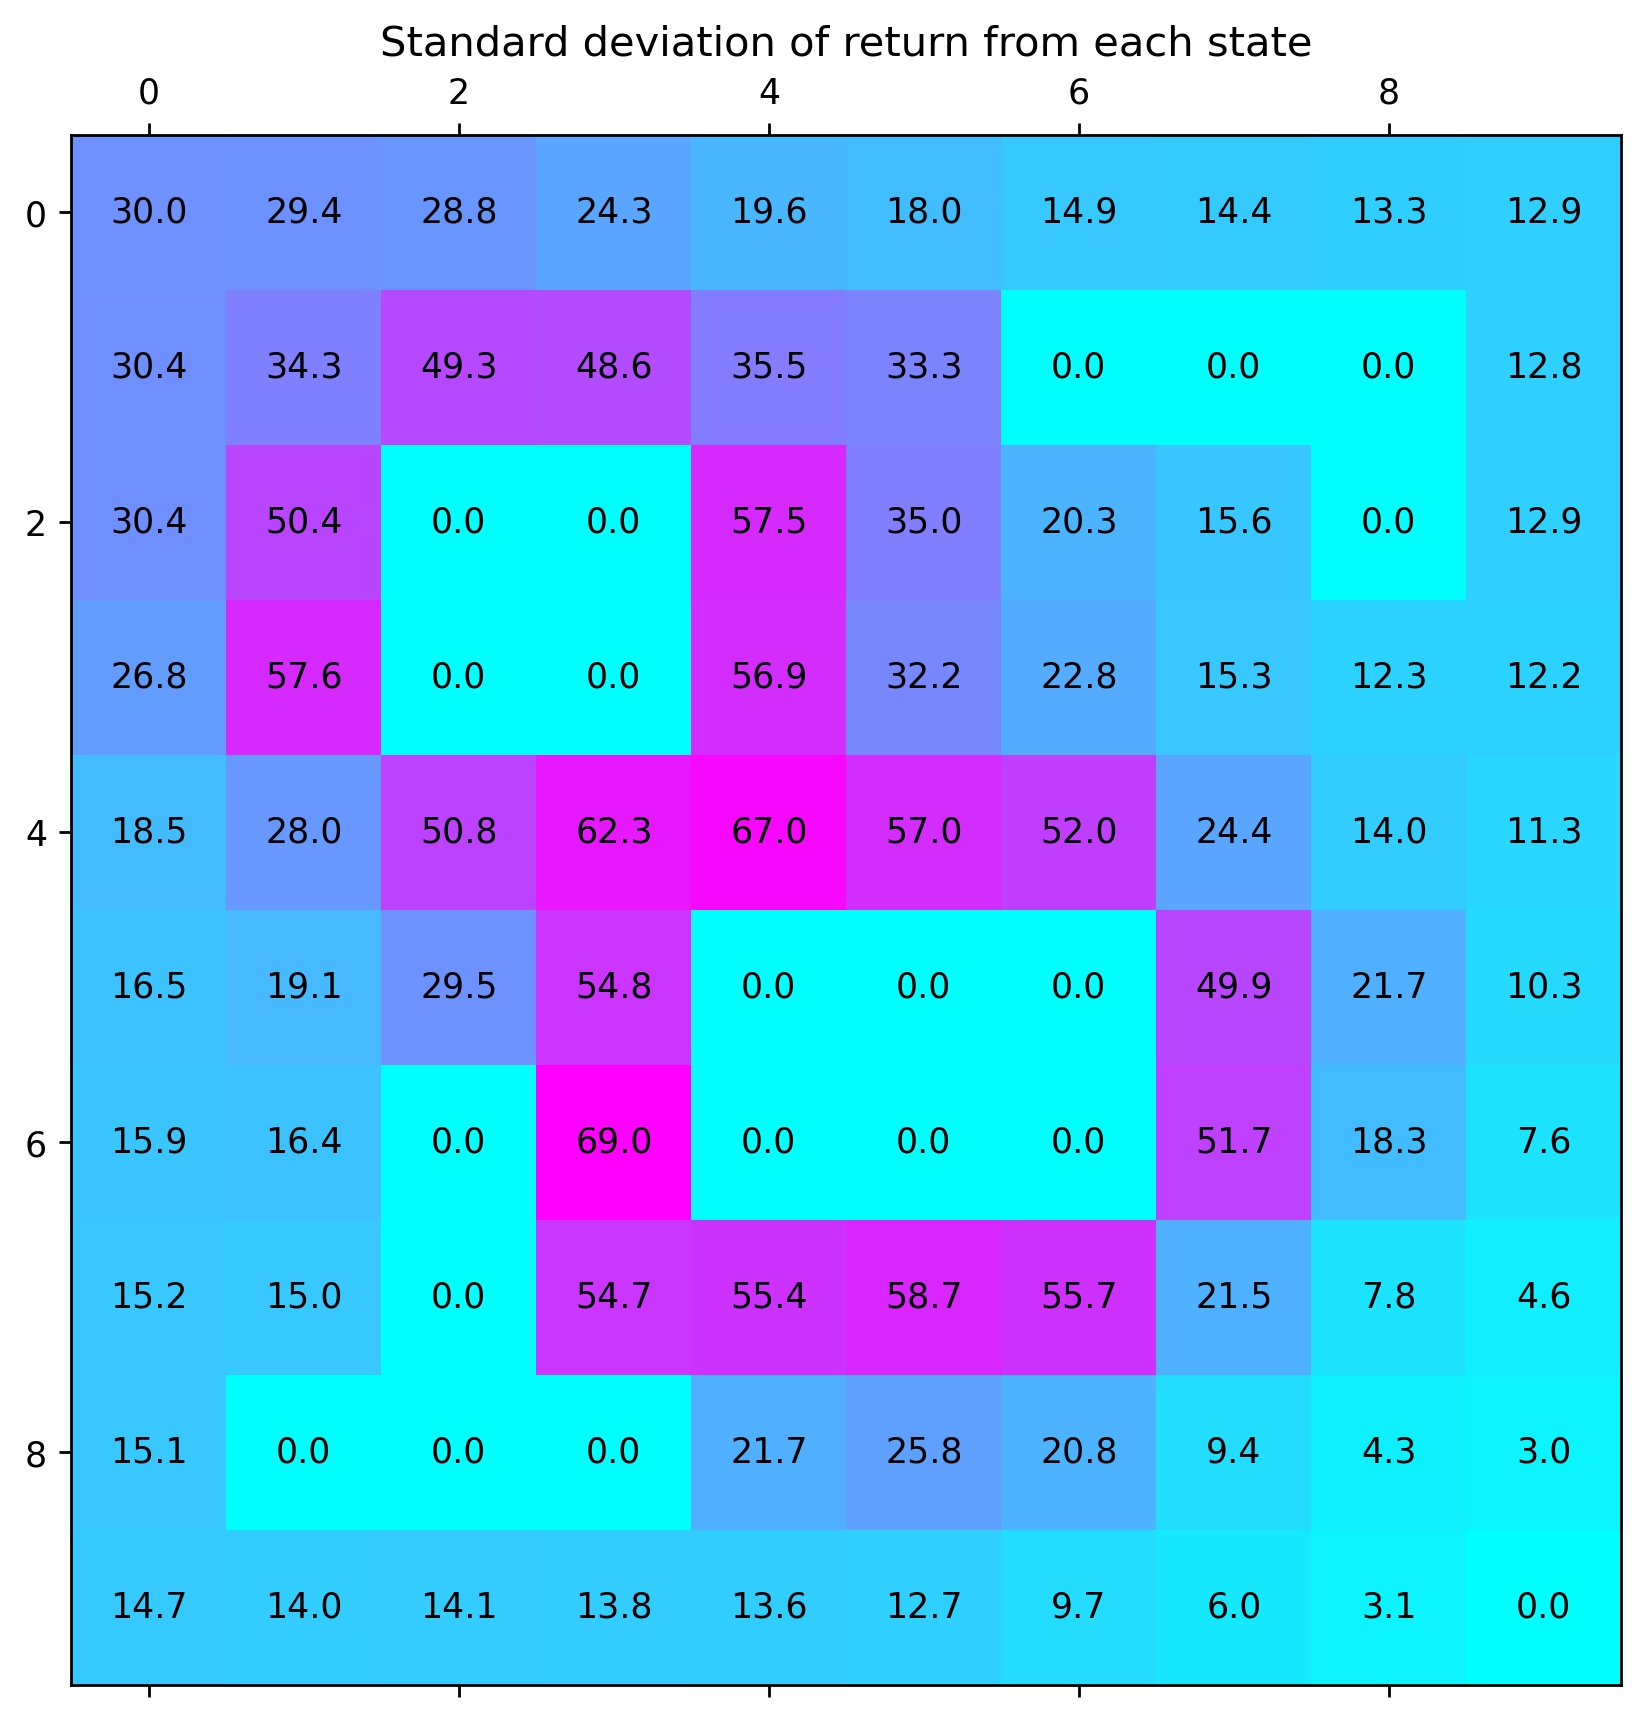 Standard deviation of return from each state
0 2 4 6 8
0 30.0 29.4 28.8 24.3 19.6 18.0 14.9 14.4 13.3 12.9
30.4 34.3 49.3 48.6 35.5 33.3 0.0 0.0 0.0 12.8
2 30.4 50.4 0.0 0.0 57.5 35.0 20.3 15.6 0.0 12.9
26.8 57.6 0.0 0.0 56.9 32.2 22.8 15.3 12.3 12.2
4 18.5 28.0 50.8 62.3 67.0 57.0 52.0 24.4 14.0 11.3
16.5 19.1 29.5 54.8 0.0 0.0 0.0 49.9 21.7 10.3
6 15.9 16.4 0.0 69.0 0.0 0.0 0.0 51.7 18.3 7.6
15.2 15.0 0.0 54.7 55.4 58.7 55.7 21.5 7.8 4.6
8 15.1 0.0 0.0 0.0 21.7 25.8 20.8 9.4 4.3 3.0
14.7 14.0 14.1 13.8 13.6 12.7 9.7 6.0 3.1 0.0